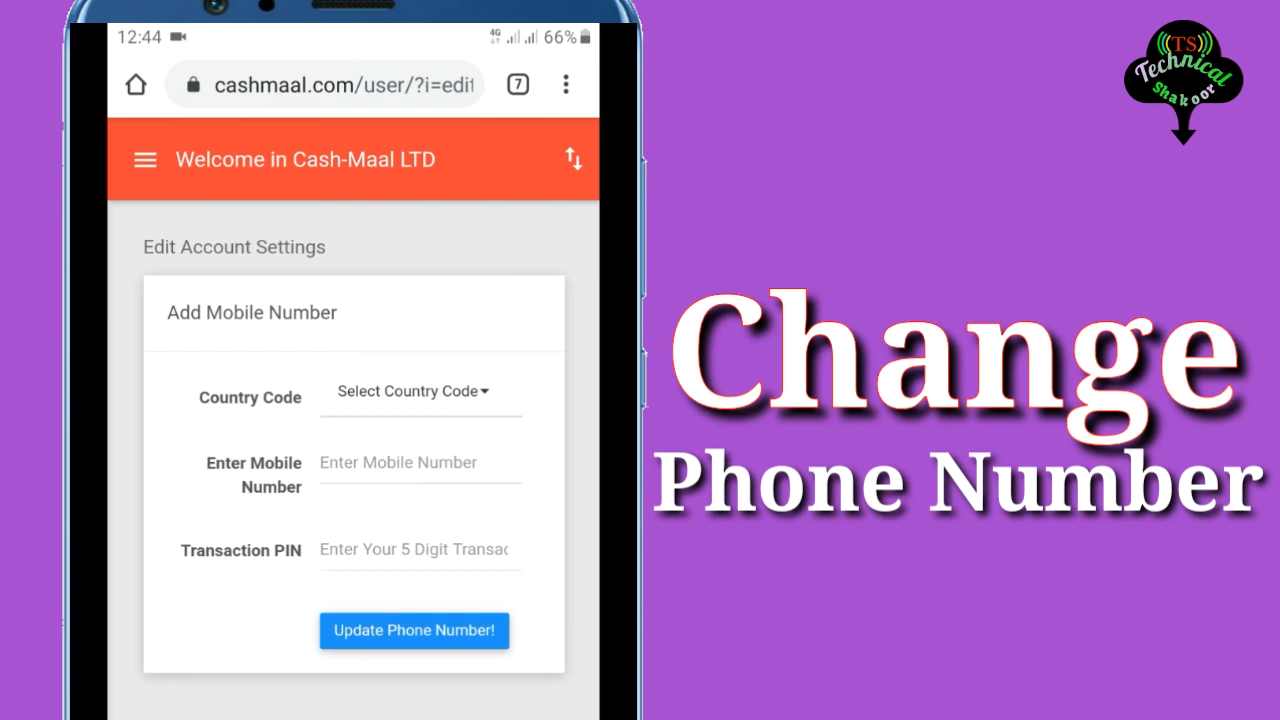 12:44
4G
66%
cashmaal.com/user/?i=edit
7
Welcome in Cash-Maal LTD
Edit Account Settings
Add Mobile Number
Country Code
Select Country Code
Enter Mobile
Number
Enter Mobile Number
Transaction PIN
Enter Your 5 Digit Transac
Update Phone Number!
(TS)
Technical
Shakoor
Change
Phone Number